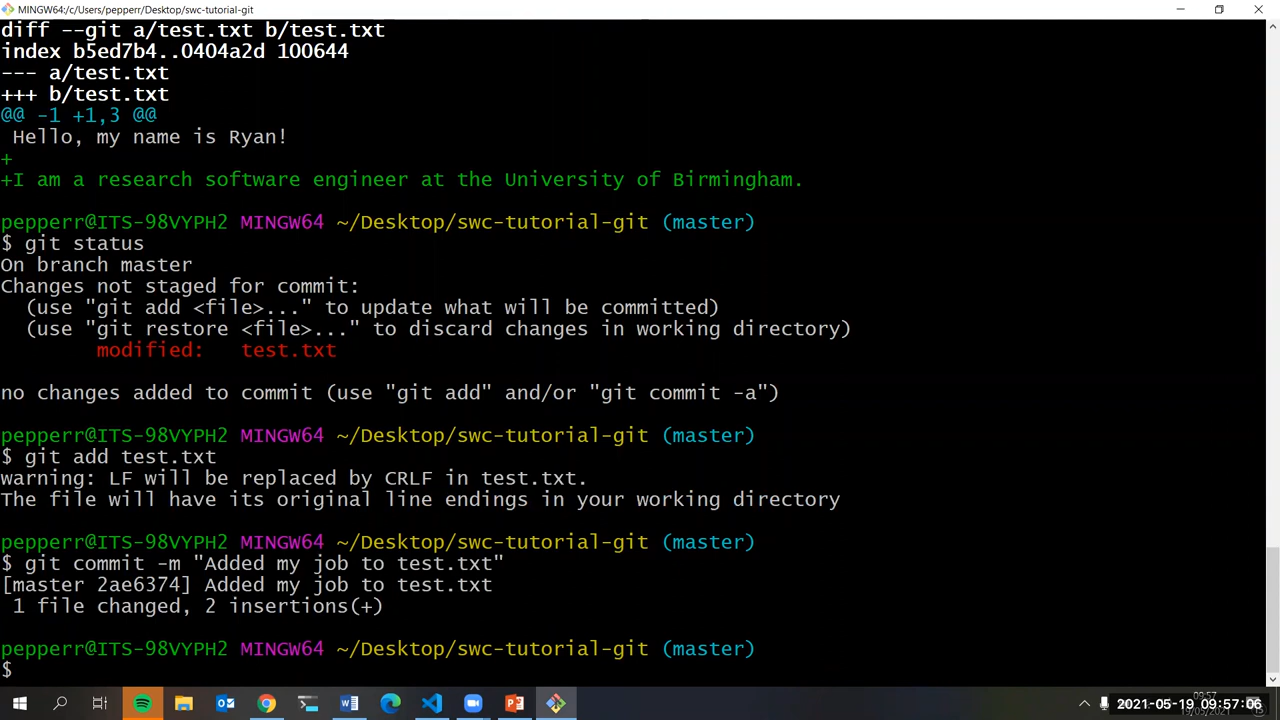 MINGW64:/c/Users/pepperr/Desktop/swc-tutorial-git
diff --git a/test.txt b/test.txt
index b5ed7b4..0404a2d 100644
--- a/test.txt
+++ b/test.txt
@@ -1 +1,3 @@
 Hello, my name is Ryan!
+
+I am a research software engineer at the University of Birmingham.
pepperr@ITS-98VYPH2 MINGW64 ~/Desktop/swc-tutorial-git (master)
$ git status
On branch master
Changes not staged for commit:
  (use "git add <file>..." to update what will be committed)
  (use "git restore <file>..." to discard changes in working directory)
        modified:   test.txt
no changes added to commit (use "git add" and/or "git commit -a")
pepperr@ITS-98VYPH2 MINGW64 ~/Desktop/swc-tutorial-git (master)
$ git add test.txt
warning: LF will be replaced by CRLF in test.txt.
The file will have its original line endings in your working directory
pepperr@ITS-98VYPH2 MINGW64 ~/Desktop/swc-tutorial-git (master)
$ git commit -m "Added my job to test.txt"
[master 2ae6374] Added my job to test.txt
 1 file changed, 2 insertions(+)
pepperr@ITS-98VYPH2 MINGW64 ~/Desktop/swc-tutorial-git (master)
$
09:57
2021-05-19 09:57:06